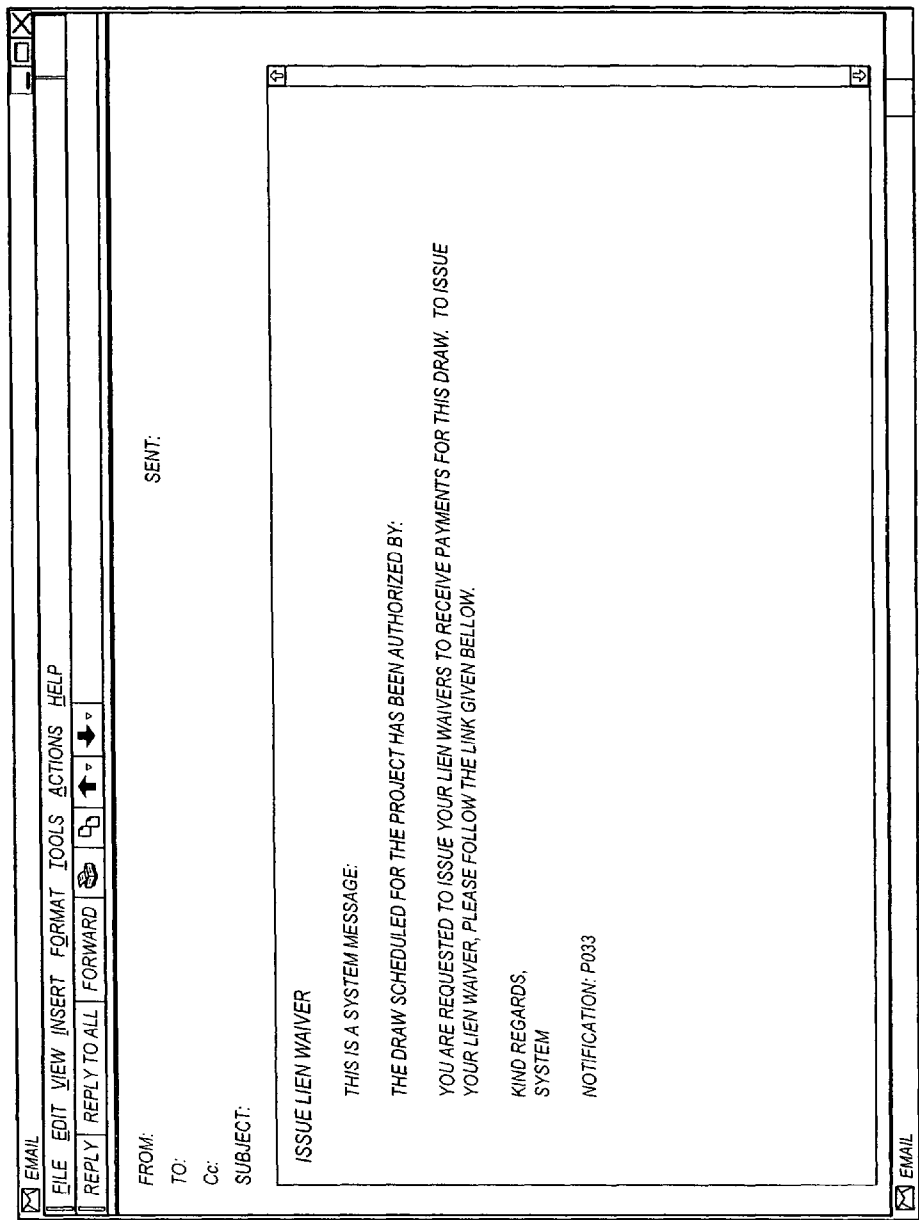 EMAIL
FILE EDIT VIEW INSERT FORMAT TOOLS ACTIONS HELP
REPLY REPLY TO ALL FORWARD
FROM: SENT:
TO:
Cc:
SUBJECT:
ISSUE LIEN WAIVER
THIS IS A SYSTEM MESSAGE:
THE DRAW SCHEDULED FOR THE PROJECT HAS BEEN AUTHORIZED BY:
YOU ARE REQUESTED TO ISSUE YOUR LIEN WAIVERS TO RECEIVE PAYMENTS FOR THIS DRAW. TO ISSUE
YOUR LIEN WAIVER, PLEASE FOLLOW THE LINK GIVEN BELLOW.
KIND REGARDS,
SYSTEM
NOTIFICATION: P033
EMAIL